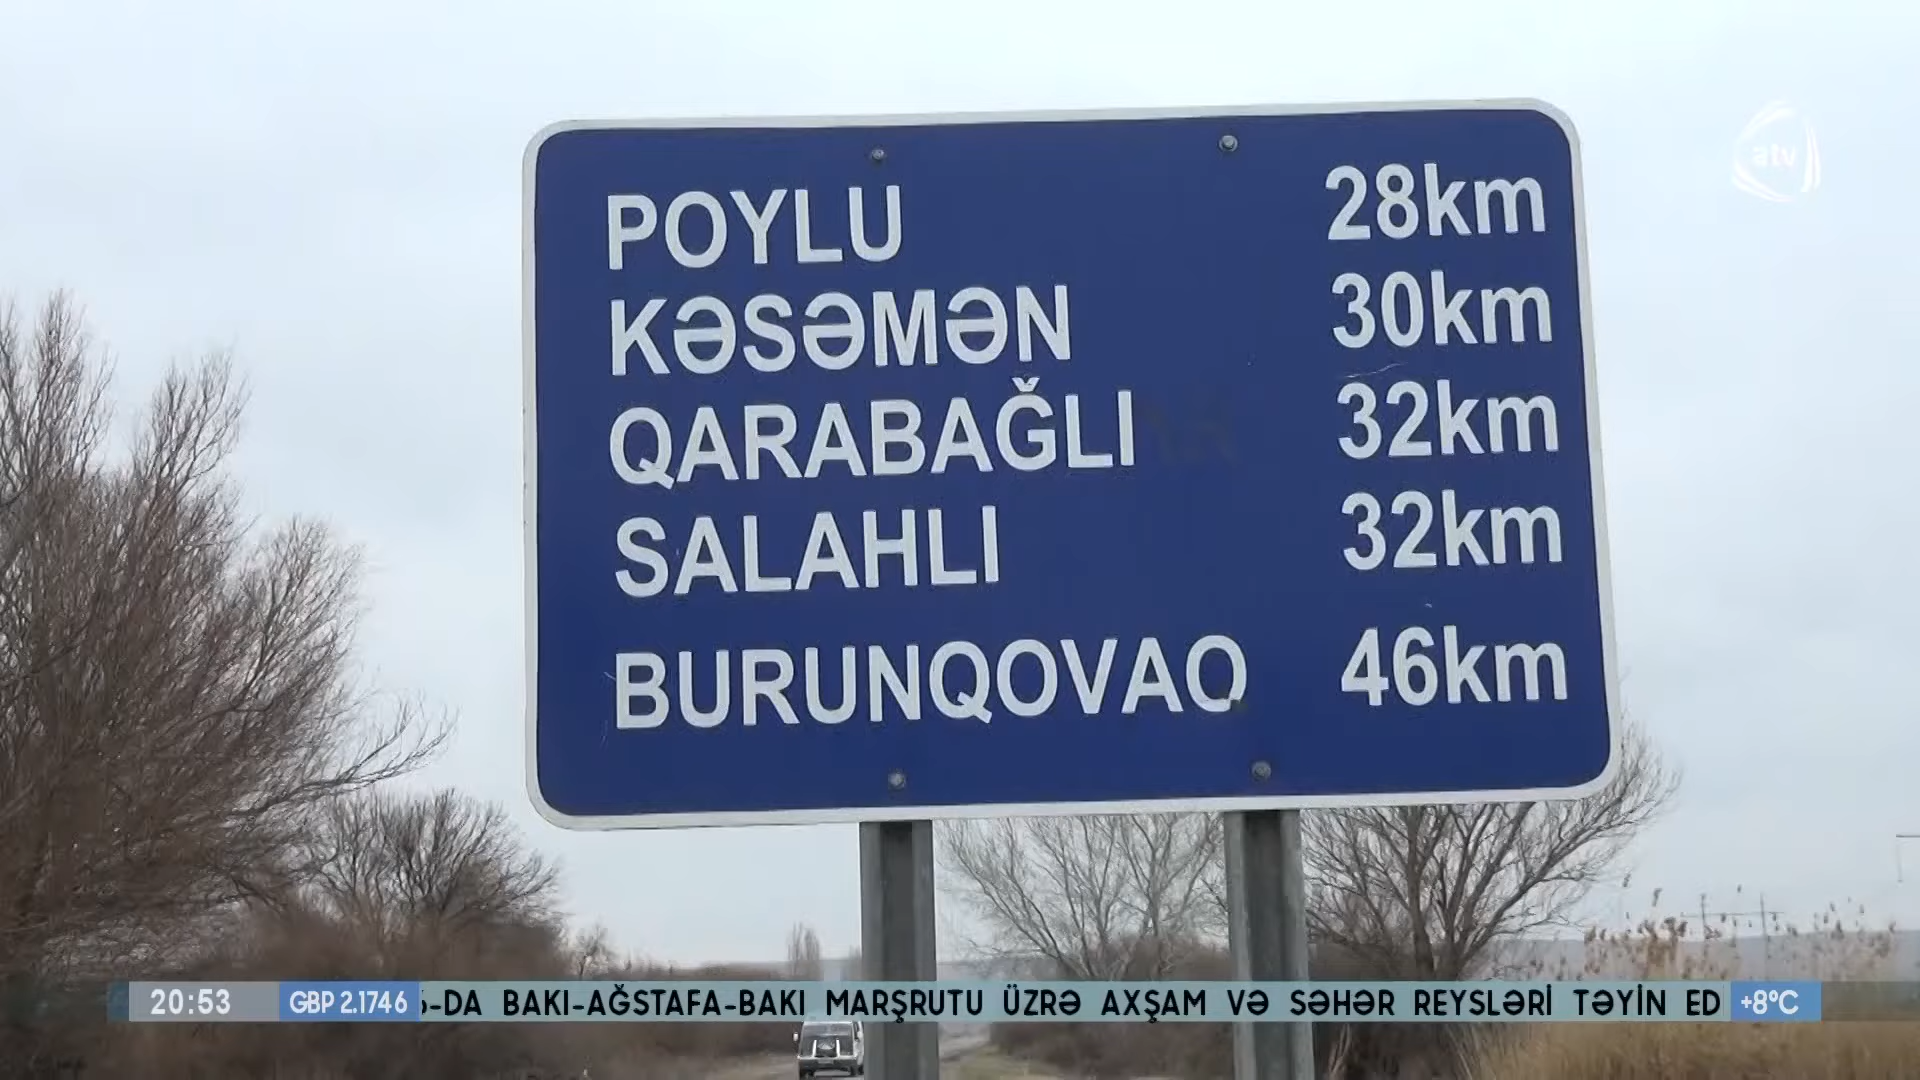 atv
POYLU 28km
KƏSƏMƏN 30km
QARABAĞLI 32km
SALAHLI 32km
BURUNQOVAQ 46km
20:53 GBP 2.1746 -DA BAKI-AĞSTAFA-BAKI MARŞRUTU ÜZRƏ AXŞAM VƏ SƏHƏR REYSLƏRİ TƏYİN ED +8°C